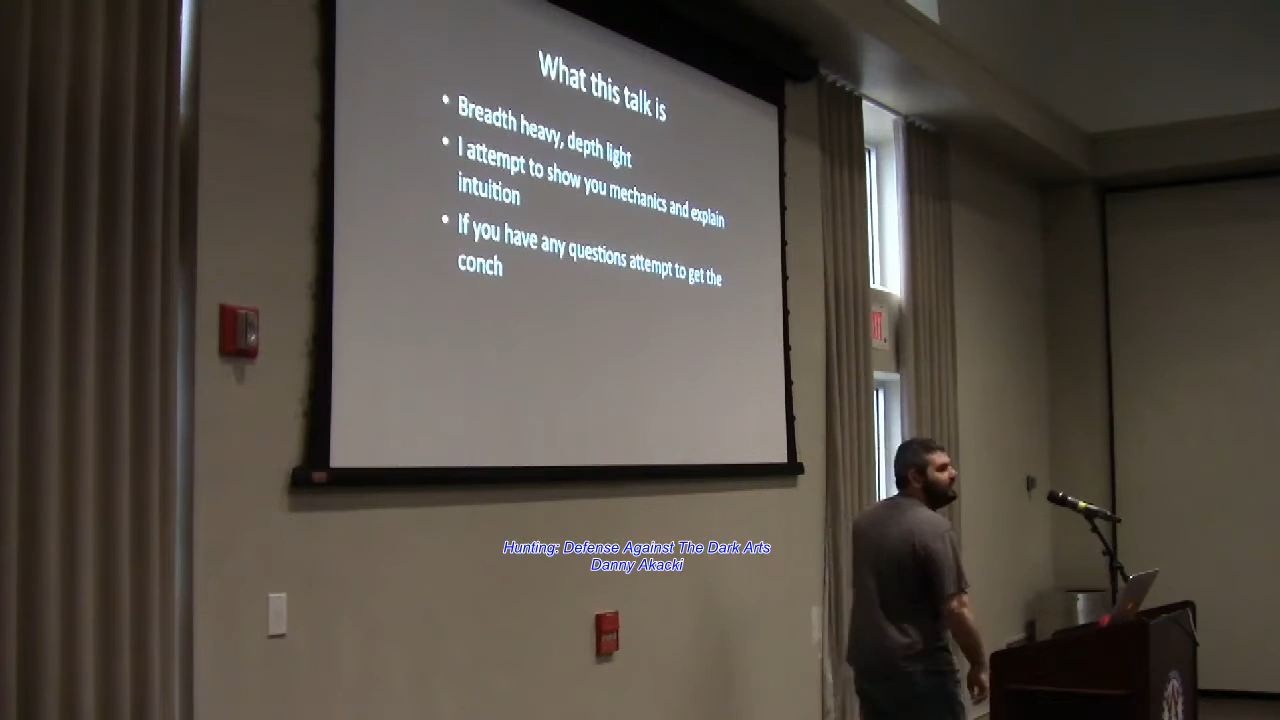 What this talk is
• Breadth heavy, depth light
• I attempt to show you mechanics and explain
intuition
• If you have any questions attempt to get the
conch
Hunting: Defense Against The Dark Arts
Danny Akacki